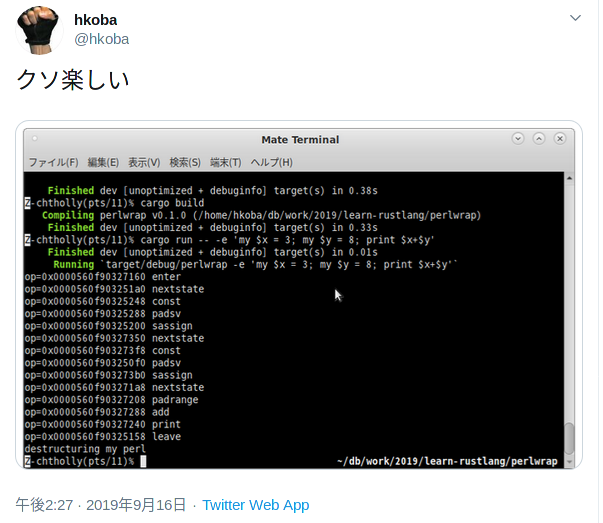 hkoba
@hkoba
クソ楽しい
Mate Terminal
ファイル(F) 編集(E) 表示(V) 検索(S) 端末(T) ヘルプ(H)
Finished dev [unoptimized + debuginfo] target(s) in 0.38s
Z-chtholly(pts/11)% cargo build
Compiling perlwrap v0.1.0 (/home/hkoba/db/work/2019/learn-rustlang/perlwrap)
Finished dev [unoptimized + debuginfo] target(s) in 0.33s
Z-chtholly(pts/11)% cargo run -- -e 'my $x = 3; my $y = 8; print $x+$y'
Finished dev [unoptimized + debuginfo] target(s) in 0.01s
Running `target/debug/perlwrap -e 'my $x = 3; my $y = 8; print $x+$y'`
op=0x0000560f90327160 enter
op=0x0000560f903251a0 nextstate
op=0x0000560f90325248 const
op=0x0000560f90325288 padsv
op=0x0000560f90325200 sassign
op=0x0000560f90327350 nextstate
op=0x0000560f903273f8 const
op=0x0000560f903250f0 padsv
op=0x0000560f903273b0 sassign
op=0x0000560f903271a8 nextstate
op=0x0000560f90327208 padrange
op=0x0000560f90327288 add
op=0x0000560f90327240 print
op=0x0000560f90325158 leave
destructuring my perl
Z-chtholly(pts/11)% ~/db/work/2019/learn-rustlang/perlwrap
午後2:27 · 2019年9月16日 · Twitter Web App